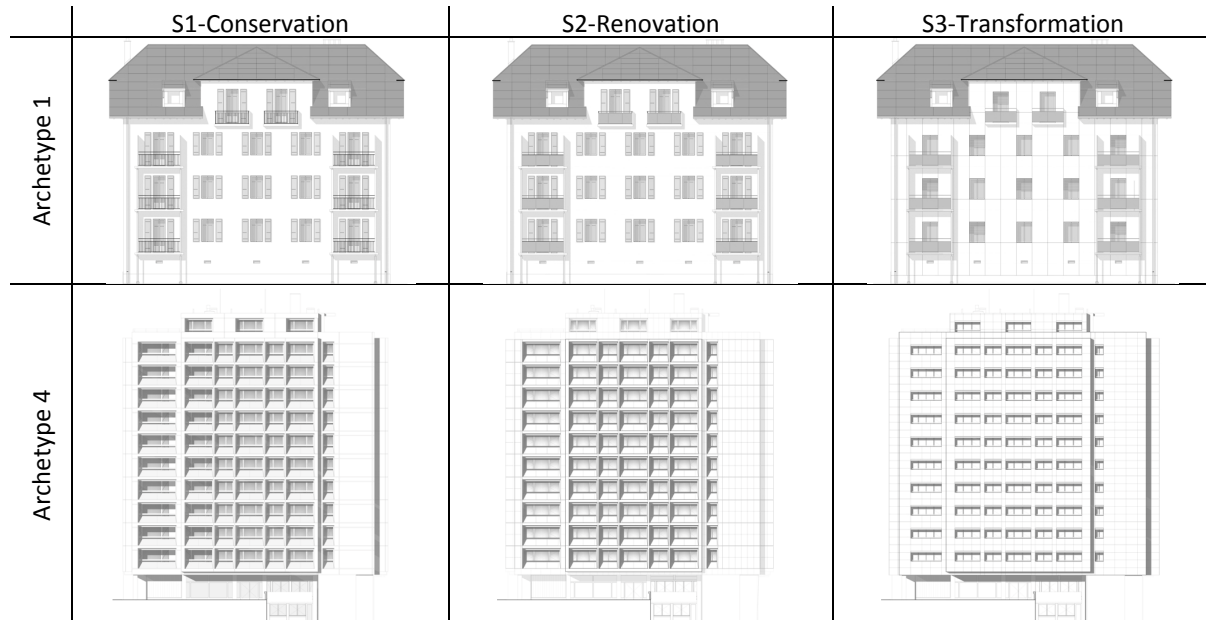 S1-Conservation
S2-Renovation
S3-Transformation
Archetype 1
Archetype 4